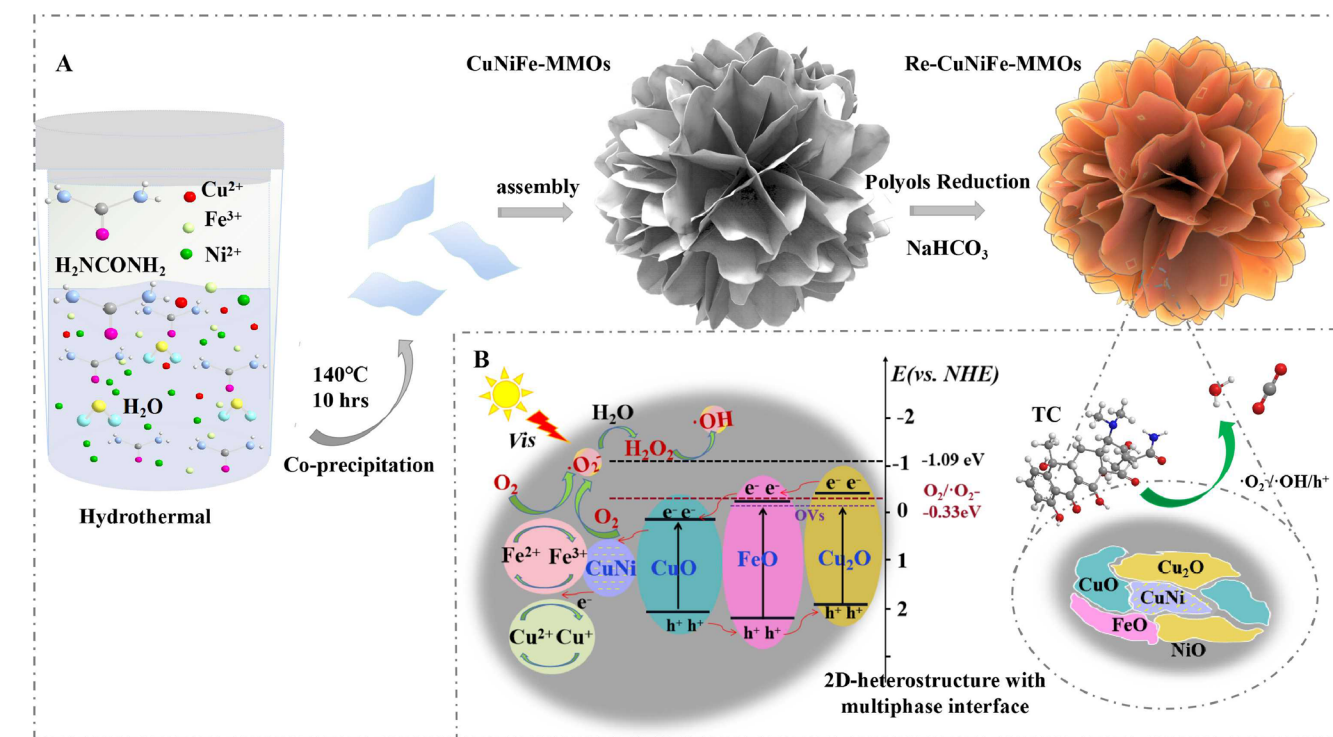 A
CuNiFe-MMOs
Re-CuNiFe-MMOs
Cu²⁺
Fe³⁺
Ni²⁺
H₂NCONH₂
H₂O
Hydrothermal
140℃
10 hrs
Co-precipitation
assembly
Polyols Reduction
NaHCO₃
B
E(vs. NHE)
Vis
H₂O
·OH
H₂O₂
·O₂⁻
O₂
O₂
-2
-1
-1.09 eV
O₂/·O₂⁻
-0.33eV
0
1
2
e⁻ e⁻
e⁻ e⁻
e⁻ e⁻
OVs
Fe²⁺ Fe³⁺
CuNi
CuO
FeO
Cu₂O
e⁻
Cu²⁺ Cu⁺
h⁺ h⁺
h⁺ h⁺
h⁺ h⁺
2D-heterostructure with
multiphase interface
TC
·O₂⁻/·OH/h⁺
Cu₂O
CuO
CuNi
FeO
NiO